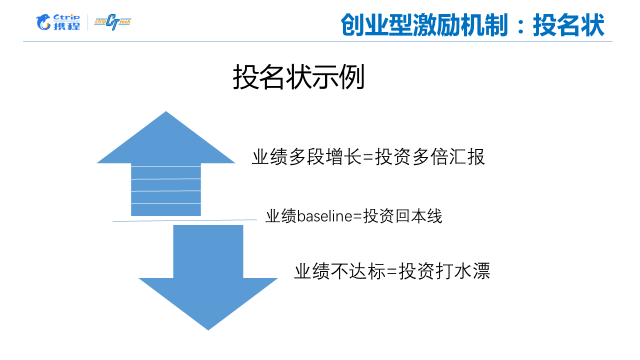 Ctrip
携程
CT
创业型激励机制：投名状
投名状示例
业绩多段增长=投资多倍汇报
业绩baseline=投资回本线
业绩不达标=投资打水漂